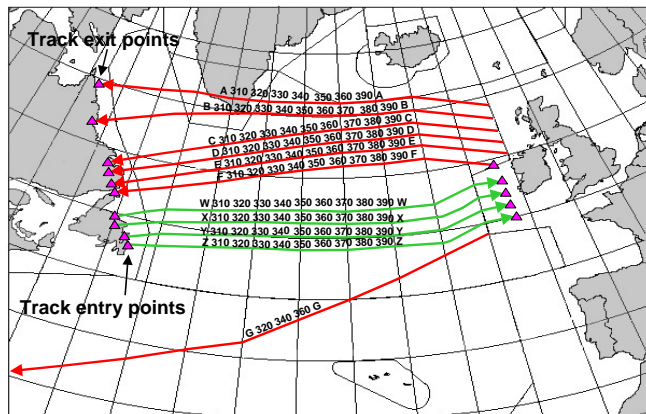 Track exit points
A 310 320 330 340 350 360 390 A
B 310 320 330 340 350 360 370 380 390 B
C 310 320 330 340 350 360 370 380 390 C
D 310 320 330 340 350 360 370 380 390 D
E 310 320 330 340 350 360 370 380 390 E
F 310 320 330 340 350 360 370 380 390 F
W 310 320 330 340 350 360 370 380 390 W
X 310 320 330 340 350 360 370 380 390 X
Y 310 320 330 340 350 360 370 380 390 Y
Z 310 320 330 340 350 360 370 380 390 Z
Track entry points
G 320 340 360 G